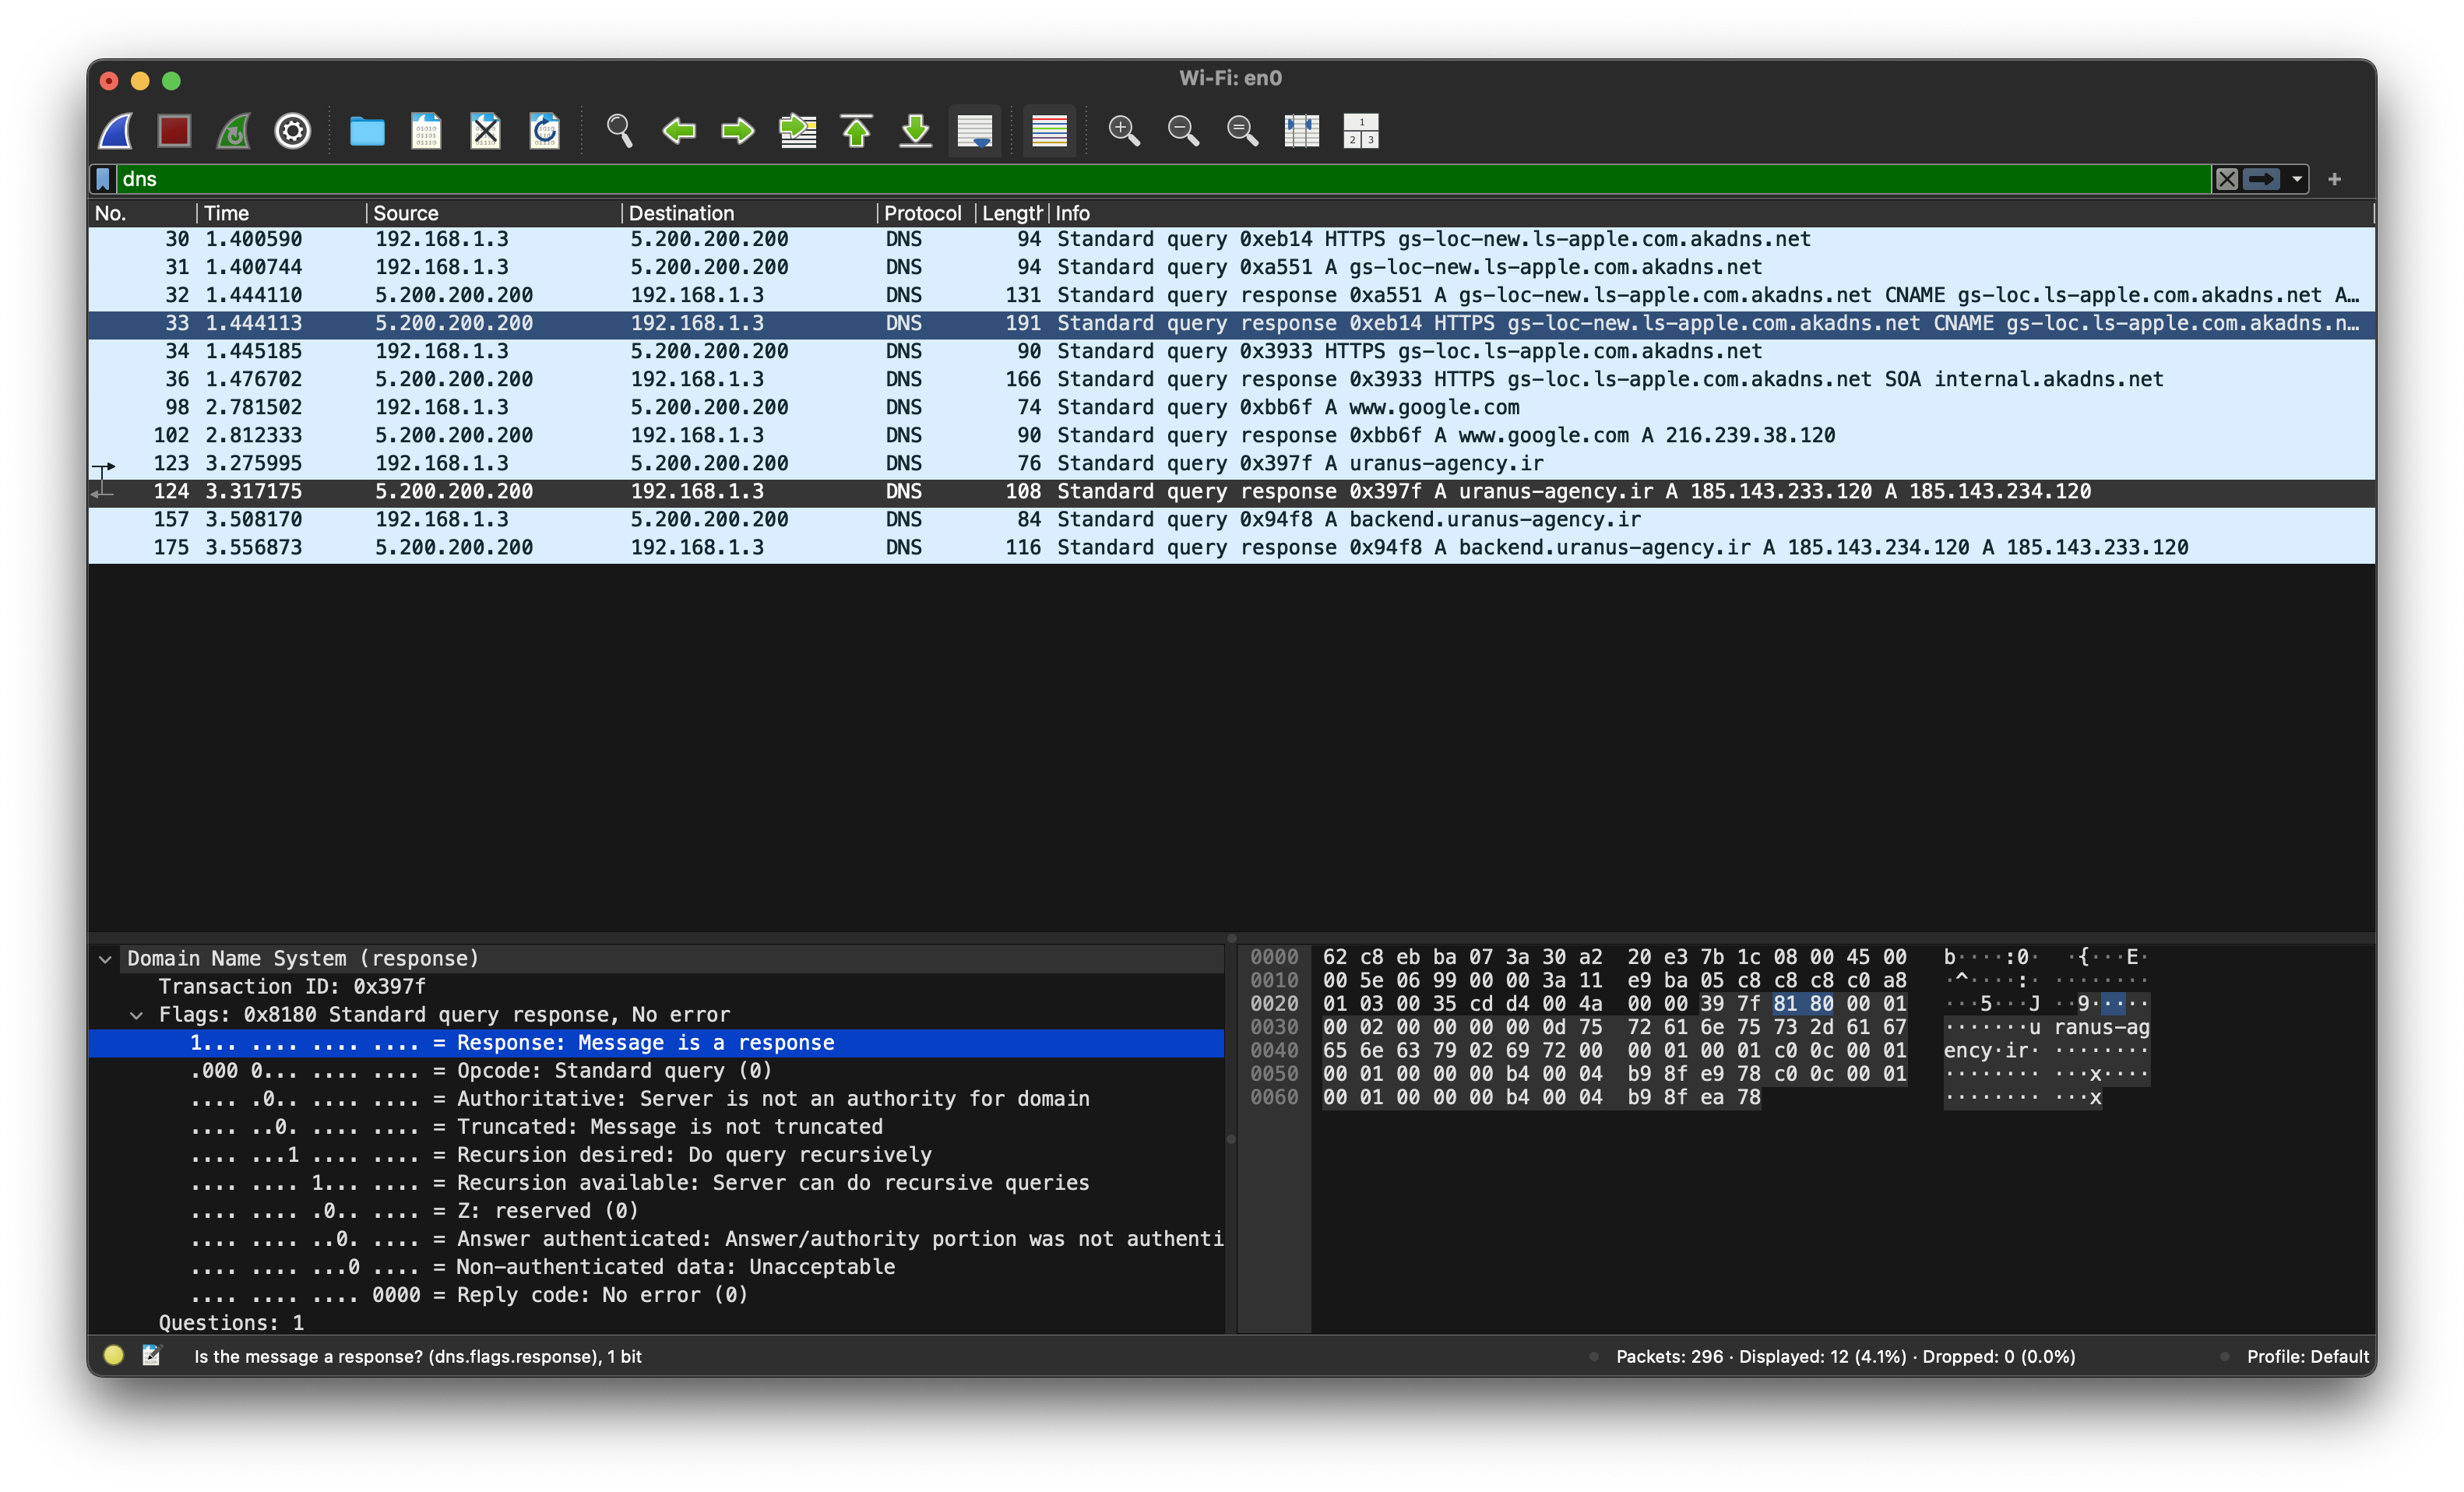 Wi-Fi: en0
dns
No. Time Source Destination Protocol Length Info
30 1.400590 192.168.1.3 5.200.200.200 DNS 94 Standard query 0xeb14 HTTPS gs-loc-new.ls-apple.com.akadns.net
31 1.400744 192.168.1.3 5.200.200.200 DNS 94 Standard query 0xa551 A gs-loc-new.ls-apple.com.akadns.net
32 1.444110 5.200.200.200 192.168.1.3 DNS 131 Standard query response 0xa551 A gs-loc-new.ls-apple.com.akadns.net CNAME gs-loc.ls-apple.com.akadns.net A…
33 1.444113 5.200.200.200 192.168.1.3 DNS 191 Standard query response 0xeb14 HTTPS gs-loc-new.ls-apple.com.akadns.net CNAME gs-loc.ls-apple.com.akadns.n…
34 1.445185 192.168.1.3 5.200.200.200 DNS 90 Standard query 0x3933 HTTPS gs-loc.ls-apple.com.akadns.net
36 1.476702 5.200.200.200 192.168.1.3 DNS 166 Standard query response 0x3933 HTTPS gs-loc.ls-apple.com.akadns.net SOA internal.akadns.net
98 2.781502 192.168.1.3 5.200.200.200 DNS 74 Standard query 0xbb6f A www.google.com
102 2.812333 5.200.200.200 192.168.1.3 DNS 90 Standard query response 0xbb6f A www.google.com A 216.239.38.120
123 3.275995 192.168.1.3 5.200.200.200 DNS 76 Standard query 0x397f A uranus-agency.ir
124 3.317175 5.200.200.200 192.168.1.3 DNS 108 Standard query response 0x397f A uranus-agency.ir A 185.143.233.120 A 185.143.234.120
157 3.508170 192.168.1.3 5.200.200.200 DNS 84 Standard query 0x94f8 A backend.uranus-agency.ir
175 3.556873 5.200.200.200 192.168.1.3 DNS 116 Standard query response 0x94f8 A backend.uranus-agency.ir A 185.143.234.120 A 185.143.233.120
Domain Name System (response)
Transaction ID: 0x397f
Flags: 0x8180 Standard query response, No error
1... .... .... .... = Response: Message is a response
.000 0... .... .... = Opcode: Standard query (0)
.... .0.. .... .... = Authoritative: Server is not an authority for domain
.... ..0. .... .... = Truncated: Message is not truncated
.... ...1 .... .... = Recursion desired: Do query recursively
.... .... 1... .... = Recursion available: Server can do recursive queries
.... .... .0.. .... = Z: reserved (0)
.... .... ..0. .... = Answer authenticated: Answer/authority portion was not authenti
.... .... ...0 .... = Non-authenticated data: Unacceptable
.... .... .... 0000 = Reply code: No error (0)
Questions: 1
0000 62 c8 eb ba 07 3a 30 a2 20 e3 7b 1c 08 00 45 00 b····:0· ·{···E·
0010 00 5e 06 99 00 00 3a 11 e9 ba 05 c8 c8 c8 c0 a8 ·^····:· ········
0020 01 03 00 35 cd d4 00 4a 00 00 39 7f 81 80 00 01 ···5···J ··9·····
0030 00 02 00 00 00 00 0d 75 72 61 6e 75 73 2d 61 67 ·······u ranus-ag
0040 65 6e 63 79 02 69 72 00 00 01 00 01 c0 0c 00 01 ency·ir· ········
0050 00 01 00 00 00 b4 00 04 b9 8f e9 78 c0 0c 00 01 ········ ···x····
0060 00 01 00 00 00 b4 00 04 b9 8f ea 78 ········ ···x
Is the message a response? (dns.flags.response), 1 bit
Packets: 296 · Displayed: 12 (4.1%) · Dropped: 0 (0.0%)
Profile: Default